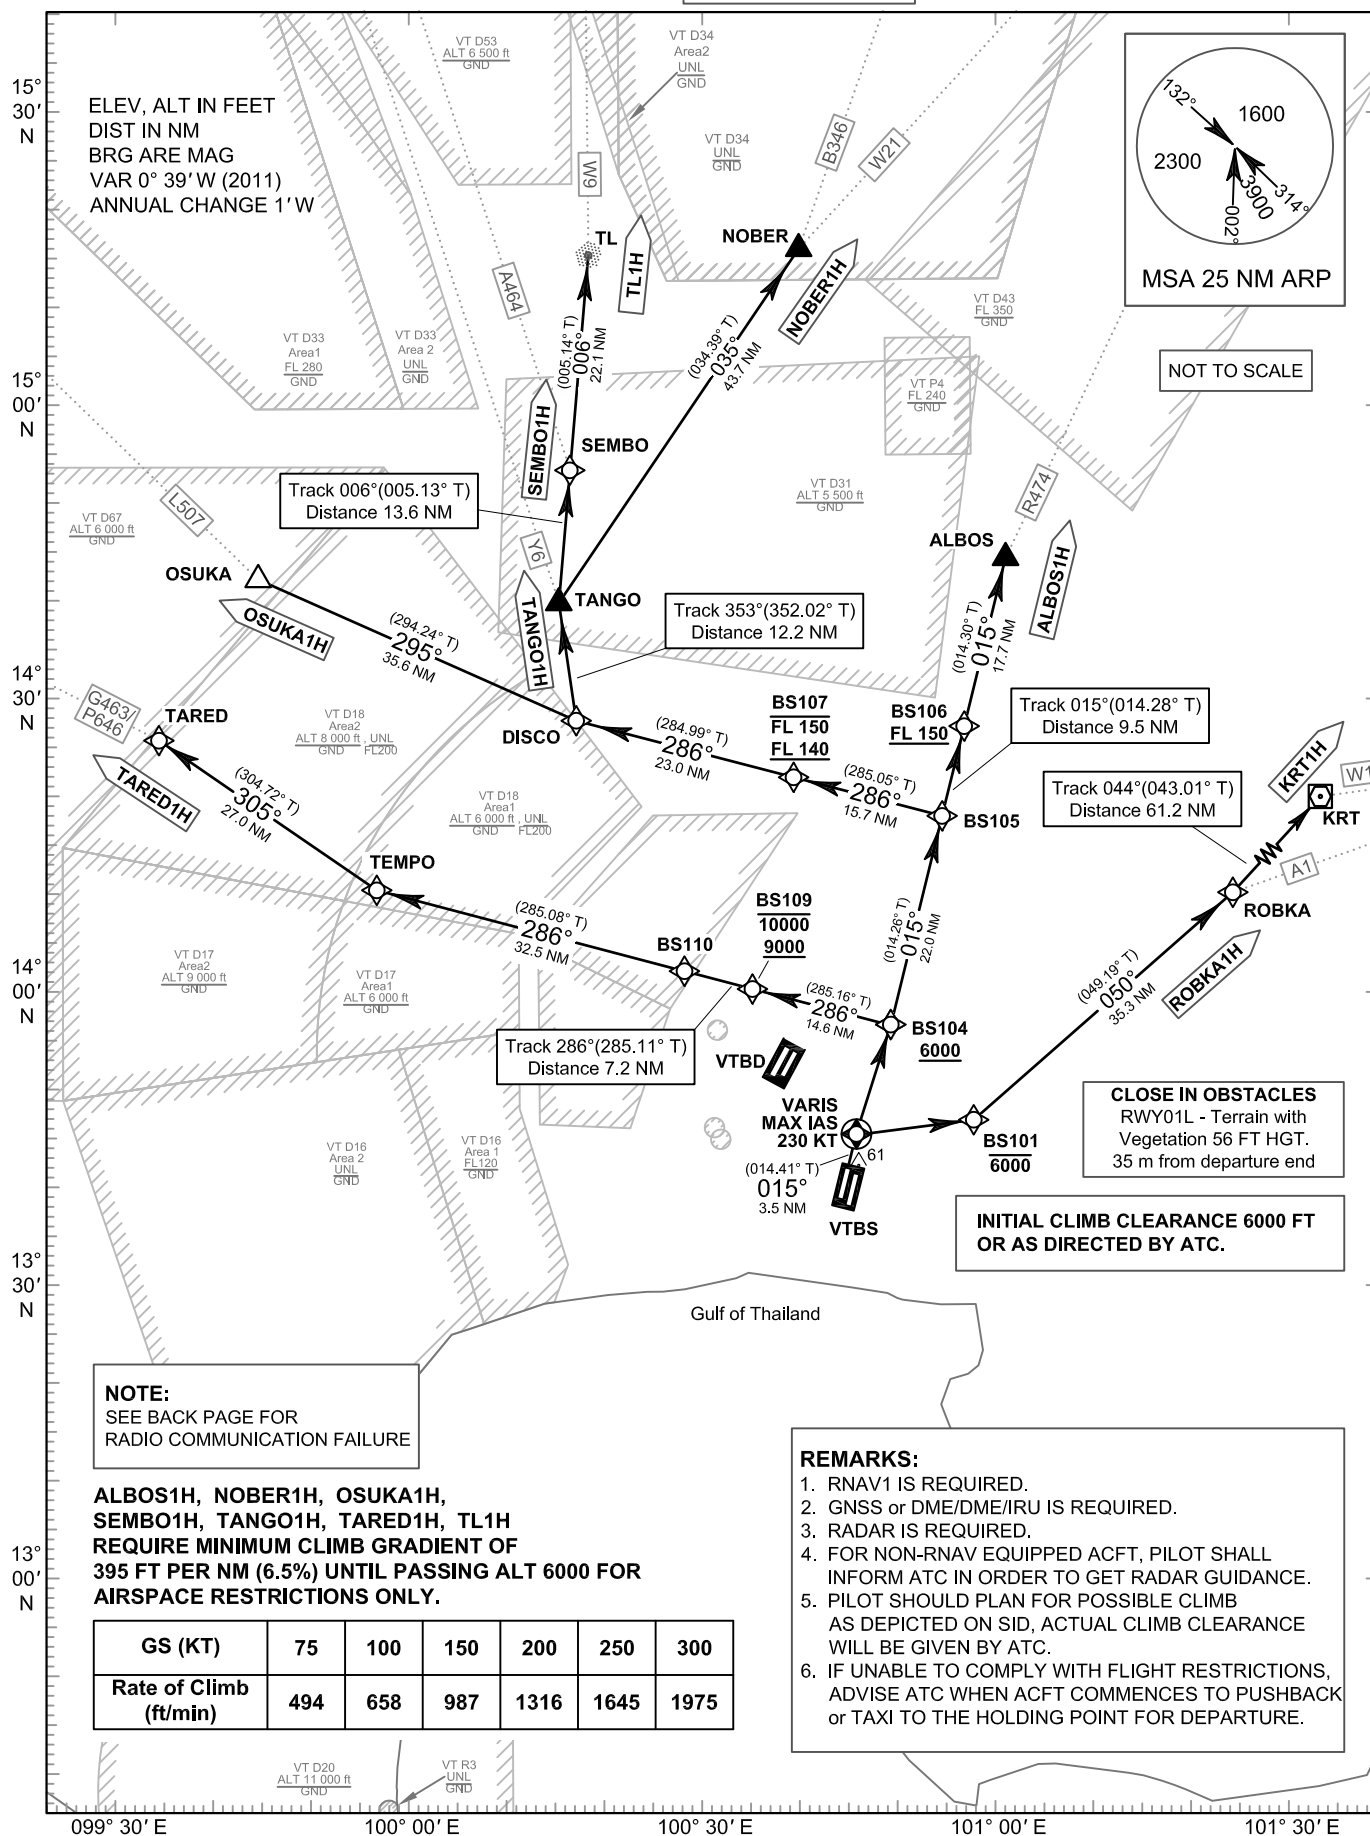 VT D53
ALT 6 500 ft
GND
VT D34
Area2
UNL
GND
15°
30′
N
ELEV, ALT IN FEET
DIST IN NM
BRG ARE MAG
VAR 0° 39′ W (2011)
ANNUAL CHANGE 1′ W
VT D34
UNL
GND
W9
B346
W21
132°
1600
2300
3900
314°
002°
MSA 25 NM ARP
TL
TL1H
NOBER
NOBER1H
A464
VT D43
FL 350
GND
NOT TO SCALE
VT D33
Area1
FL 280
GND
VT D33
Area 2
UNL
GND
(005.14° T)
006°
22.1 NM
(034.39° T)
035°
43.7 NM
VT P4
FL 240
GND
15°
00′
N
SEMBO1H
SEMBO
Track 006°(005.13° T)
Distance 13.6 NM
VT D31
ALT 5 500 ft
GND
R474
VT D67
ALT 6 000 ft
GND
L507
Y6
ALBOS
ALBOS1H
OSUKA
OSUKA1H
TANGO
TANGO1H
Track 353°(352.02° T)
Distance 12.2 NM
(294.24° T)
295°
35.6 NM
(014.30° T)
015°
17.7 NM
14°
30′
N
G463/
P646
TARED
TARED1H
VT D18
Area2
ALT 8 000 ft , UNL
GND FL200
DISCO
(284.99° T)
286°
23.0 NM
BS107
FL 150
FL 140
BS106
FL 150
Track 015°(014.28° T)
Distance 9.5 NM
(304.72° T)
305°
27.0 NM
VT D18
Area1
ALT 6 000 ft , UNL
GND FL200
(285.05° T)
286°
15.7 NM
BS105
Track 044°(043.01° T)
Distance 61.2 NM
KRT1H
W1
KRT
TEMPO
A1
ROBKA
ROBKA1H
(285.08° T)
286°
32.5 NM
BS109
10000
9000
BS110
(014.26° T)
015°
22.0 NM
(049.19° T)
050°
35.3 NM
VT D17
Area2
ALT 9 000 ft
GND
VT D17
Area1
ALT 6 000 ft
GND
14°
00′
N
(285.16° T)
286°
14.6 NM
BS104
6000
Track 286°(285.11° T)
Distance 7.2 NM
VTBD
VARIS
MAX IAS
230 KT
BS101
6000
CLOSE IN OBSTACLES
RWY01L - Terrain with
Vegetation 56 FT HGT.
35 m from departure end
VT D16
Area 2
UNL
GND
VT D16
Area 1
FL120
GND
61
(014.41° T)
015°
3.5 NM
VTBS
INITIAL CLIMB CLEARANCE 6000 FT
OR AS DIRECTED BY ATC.
13°
30′
N
Gulf of Thailand
NOTE:
SEE BACK PAGE FOR
RADIO COMMUNICATION FAILURE
ALBOS1H, NOBER1H, OSUKA1H,
SEMBO1H, TANGO1H, TARED1H, TL1H
REQUIRE MINIMUM CLIMB GRADIENT OF
395 FT PER NM (6.5%) UNTIL PASSING ALT 6000 FOR
AIRSPACE RESTRICTIONS ONLY.
13°
00′
N
GS (KT) 75 100 150 200 250 300
Rate of Climb
(ft/min) 494 658 987 1316 1645 1975
REMARKS:
1. RNAV1 IS REQUIRED.
2. GNSS or DME/DME/IRU IS REQUIRED.
3. RADAR IS REQUIRED.
4. FOR NON-RNAV EQUIPPED ACFT, PILOT SHALL
INFORM ATC IN ORDER TO GET RADAR GUIDANCE.
5. PILOT SHOULD PLAN FOR POSSIBLE CLIMB
AS DEPICTED ON SID, ACTUAL CLIMB CLEARANCE
WILL BE GIVEN BY ATC.
6. IF UNABLE TO COMPLY WITH FLIGHT RESTRICTIONS,
ADVISE ATC WHEN ACFT COMMENCES TO PUSHBACK
or TAXI TO THE HOLDING POINT FOR DEPARTURE.
VT D20
ALT 11 000 ft
GND
VT R3
UNL
GND
099° 30′ E
100° 00′ E
100° 30′ E
101° 00′ E
101° 30′ E